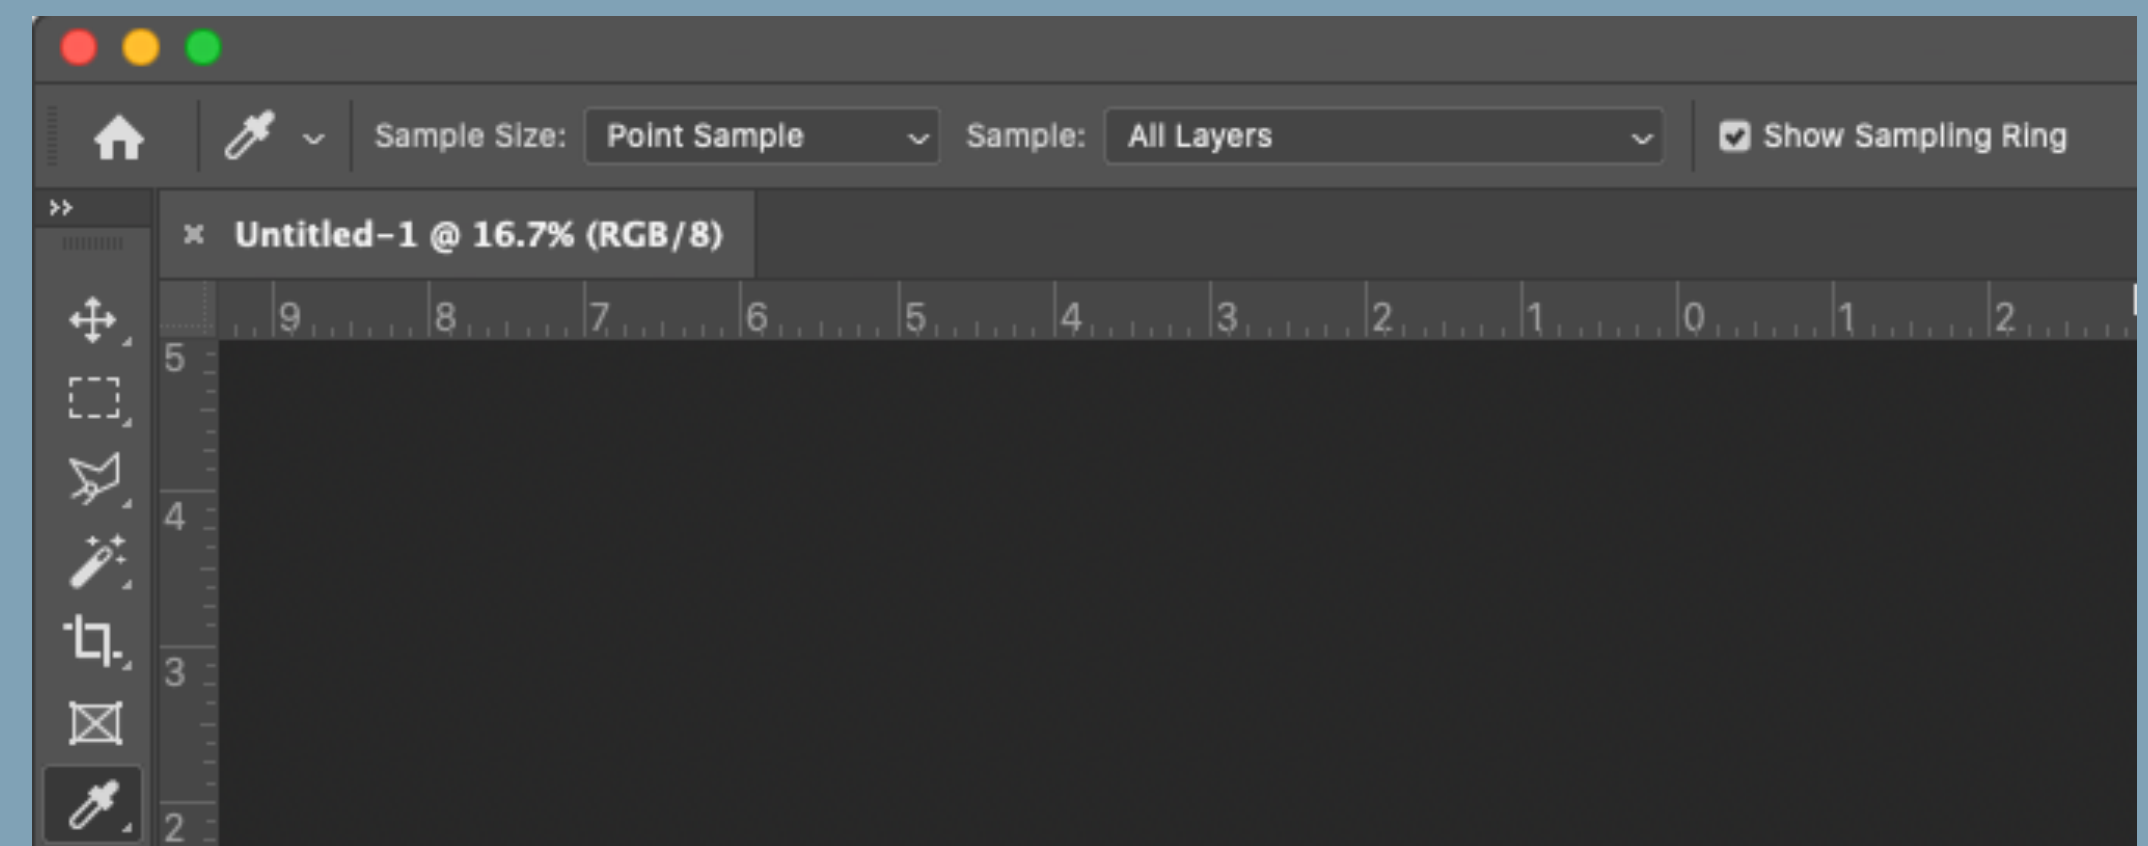 Sample Size: Point Sample Sample: All Layers Show Sampling Ring
Untitled-1 @ 16.7% (RGB/8)
9 8 7 6 5 4 3 2 1 0 1 2
5
4
3
2